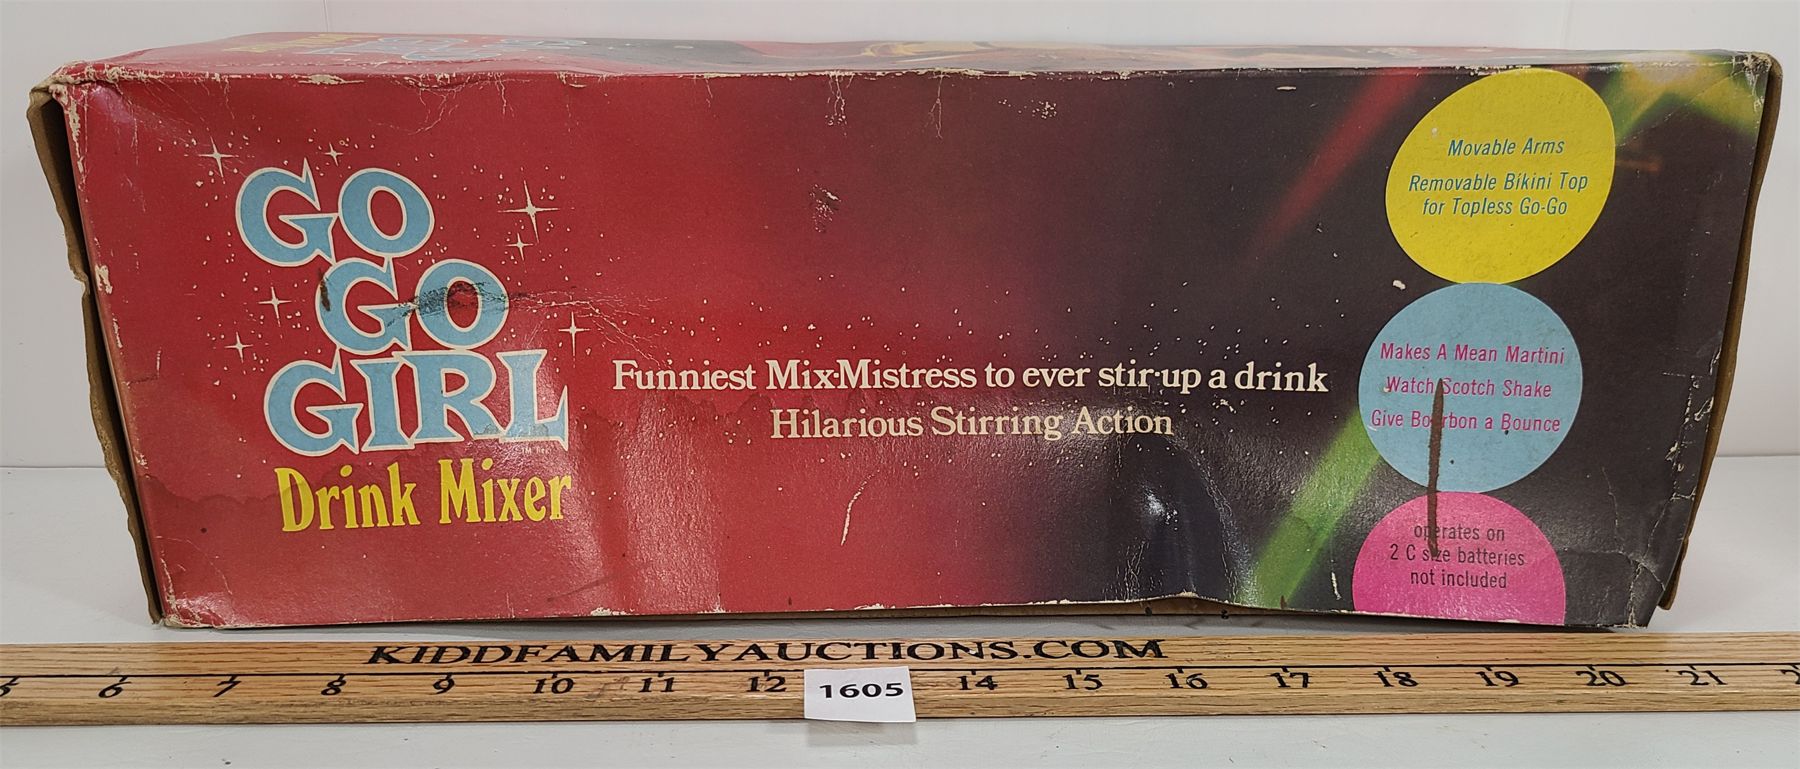 GO
GO
GO
GIRL
Drink Mixer
Funniest Mix-Mistress to ever stir-up a drink
Hilarious Stirring Action
Movable Arms
Removable Bikini Top
for Topless Go-Go
Makes A Mean Martini
Watch Scotch Shake
Give Bourbon a Bounce
operates on
2 C size batteries
not included
KIDDFAMILYAUCTIONS.COM
5 6 7 8 9 10 11 12 14 15 16 17 18 19 20 21
1605